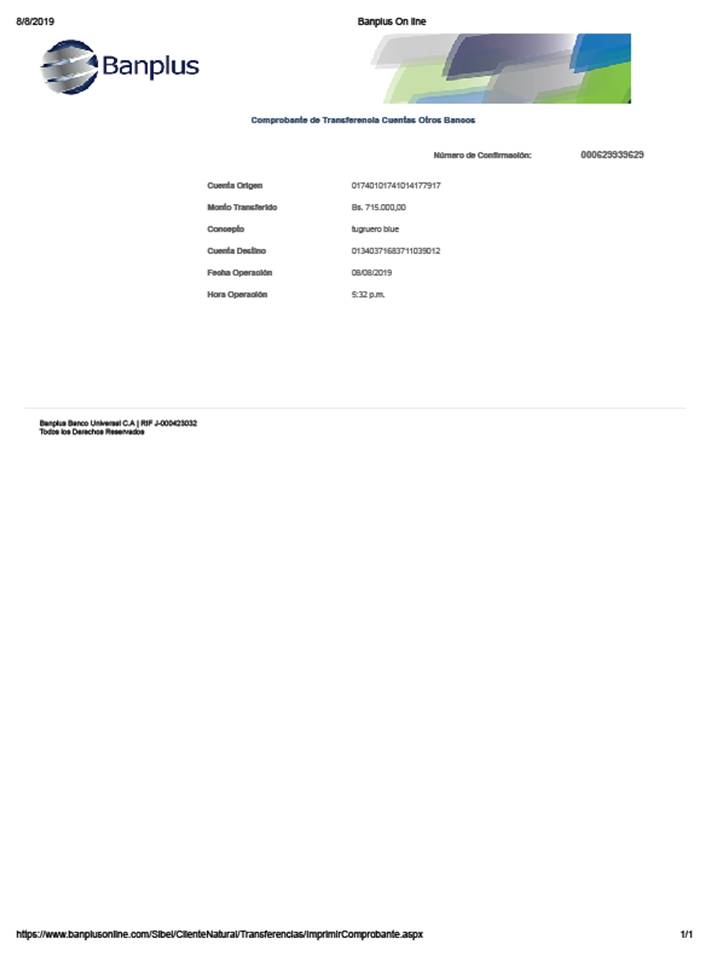 8/8/2019 Banplus On line
Banplus
Comprobante de Transferencia Cuentas Otros Bancos
Número de Confirmación: 000629939629
Cuenta Origen 01740101741014177917
Monto Transferido Bs. 715.000,00
Concepto tugruero blue
Cuenta Destino 01340371683711039012
Fecha Operación 08/08/2019
Hora Operación 5:32 p.m.
Banplus Banco Universal C.A | RIF J-000423032
Todos los Derechos Reservados
https://www.banplusonline.com/Sibel/ClienteNatural/Transferencias/ImprimirComprobante.aspx 1/1